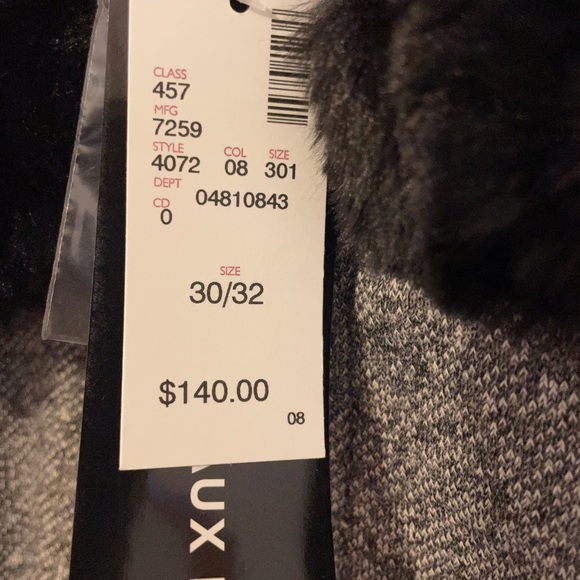 CLASS
457
MFG
7259
STYLE COL SIZE
4072 08 301
DEPT
04810843
CD
0
SIZE
30/32
$140.00
08